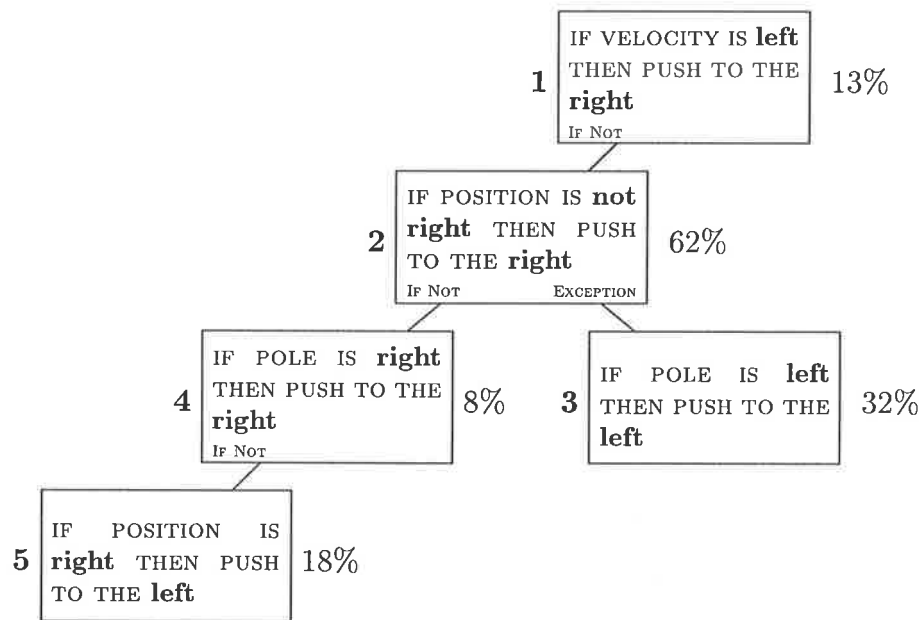 1
IF VELOCITY IS left
THEN PUSH TO THE
right
IF NOT
13%
2
IF POSITION IS not
right THEN PUSH
TO THE right
IF NOT EXCEPTION
62%
4
IF POLE IS right
THEN PUSH TO THE
right
IF NOT
8%
3
IF POLE IS left
THEN PUSH TO THE
left
32%
5
IF POSITION IS
right THEN PUSH
TO THE left
18%